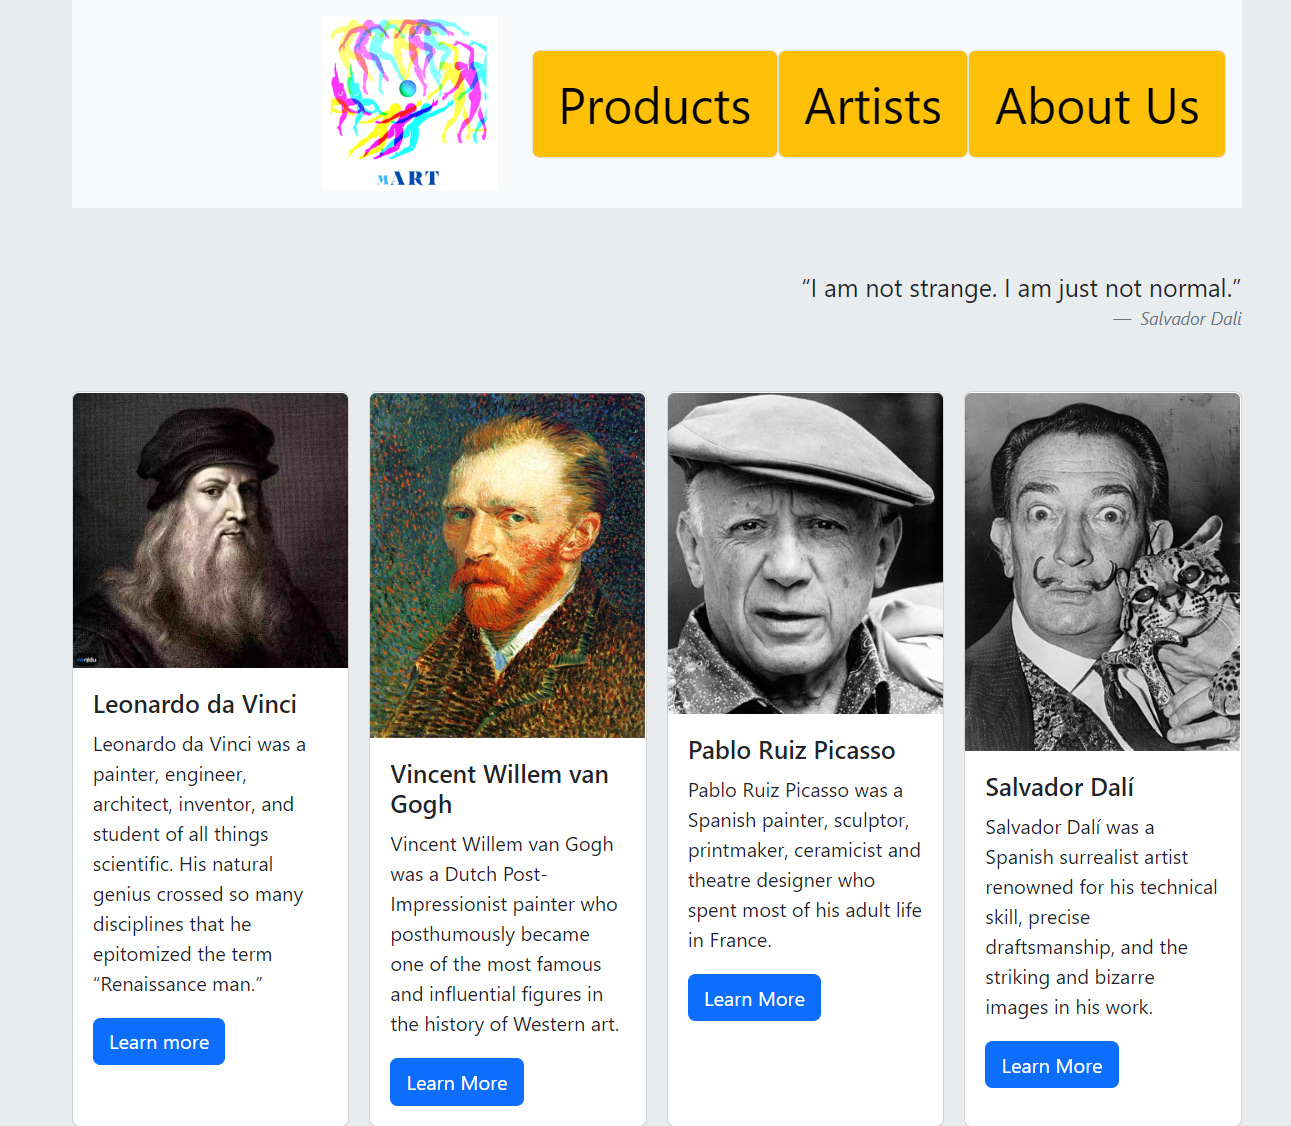 mART
Products
Artists
About Us
“I am not strange. I am just not normal.”
— Salvador Dali
Leonardo da Vinci
Leonardo da Vinci was a
painter, engineer,
architect, inventor, and
student of all things
scientific. His natural
genius crossed so many
disciplines that he
epitomized the term
“Renaissance man.”
Learn more
Vincent Willem van
Gogh
Vincent Willem van Gogh
was a Dutch Post-
Impressionist painter who
posthumously became
one of the most famous
and influential figures in
the history of Western art.
Learn More
Pablo Ruiz Picasso
Pablo Ruiz Picasso was a
Spanish painter, sculptor,
printmaker, ceramicist and
theatre designer who
spent most of his adult life
in France.
Learn More
Salvador Dalí
Salvador Dalí was a
Spanish surrealist artist
renowned for his technical
skill, precise
draftsmanship, and the
striking and bizarre
images in his work.
Learn More